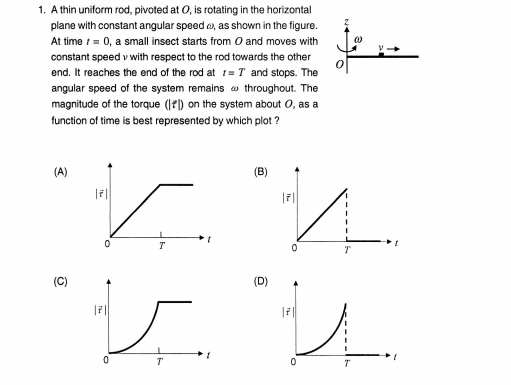 1. A thin uniform rod, pivoted at O, is rotating in the horizontal
plane with constant angular speed ω, as shown in the figure.
At time t = 0, a small insect starts from O and moves with
constant speed v with respect to the rod towards the other
end. It reaches the end of the rod at t = T and stops. The
angular speed of the system remains ω throughout. The
magnitude of the torque (|τ⃗|) on the system about O, as a
function of time is best represented by which plot ?
z
ω
v
O
(A)
|τ⃗|
0
T
t
(B)
|τ⃗|
0
T
t
(C)
|τ⃗|
0
T
t
(D)
|τ⃗|
0
T
t